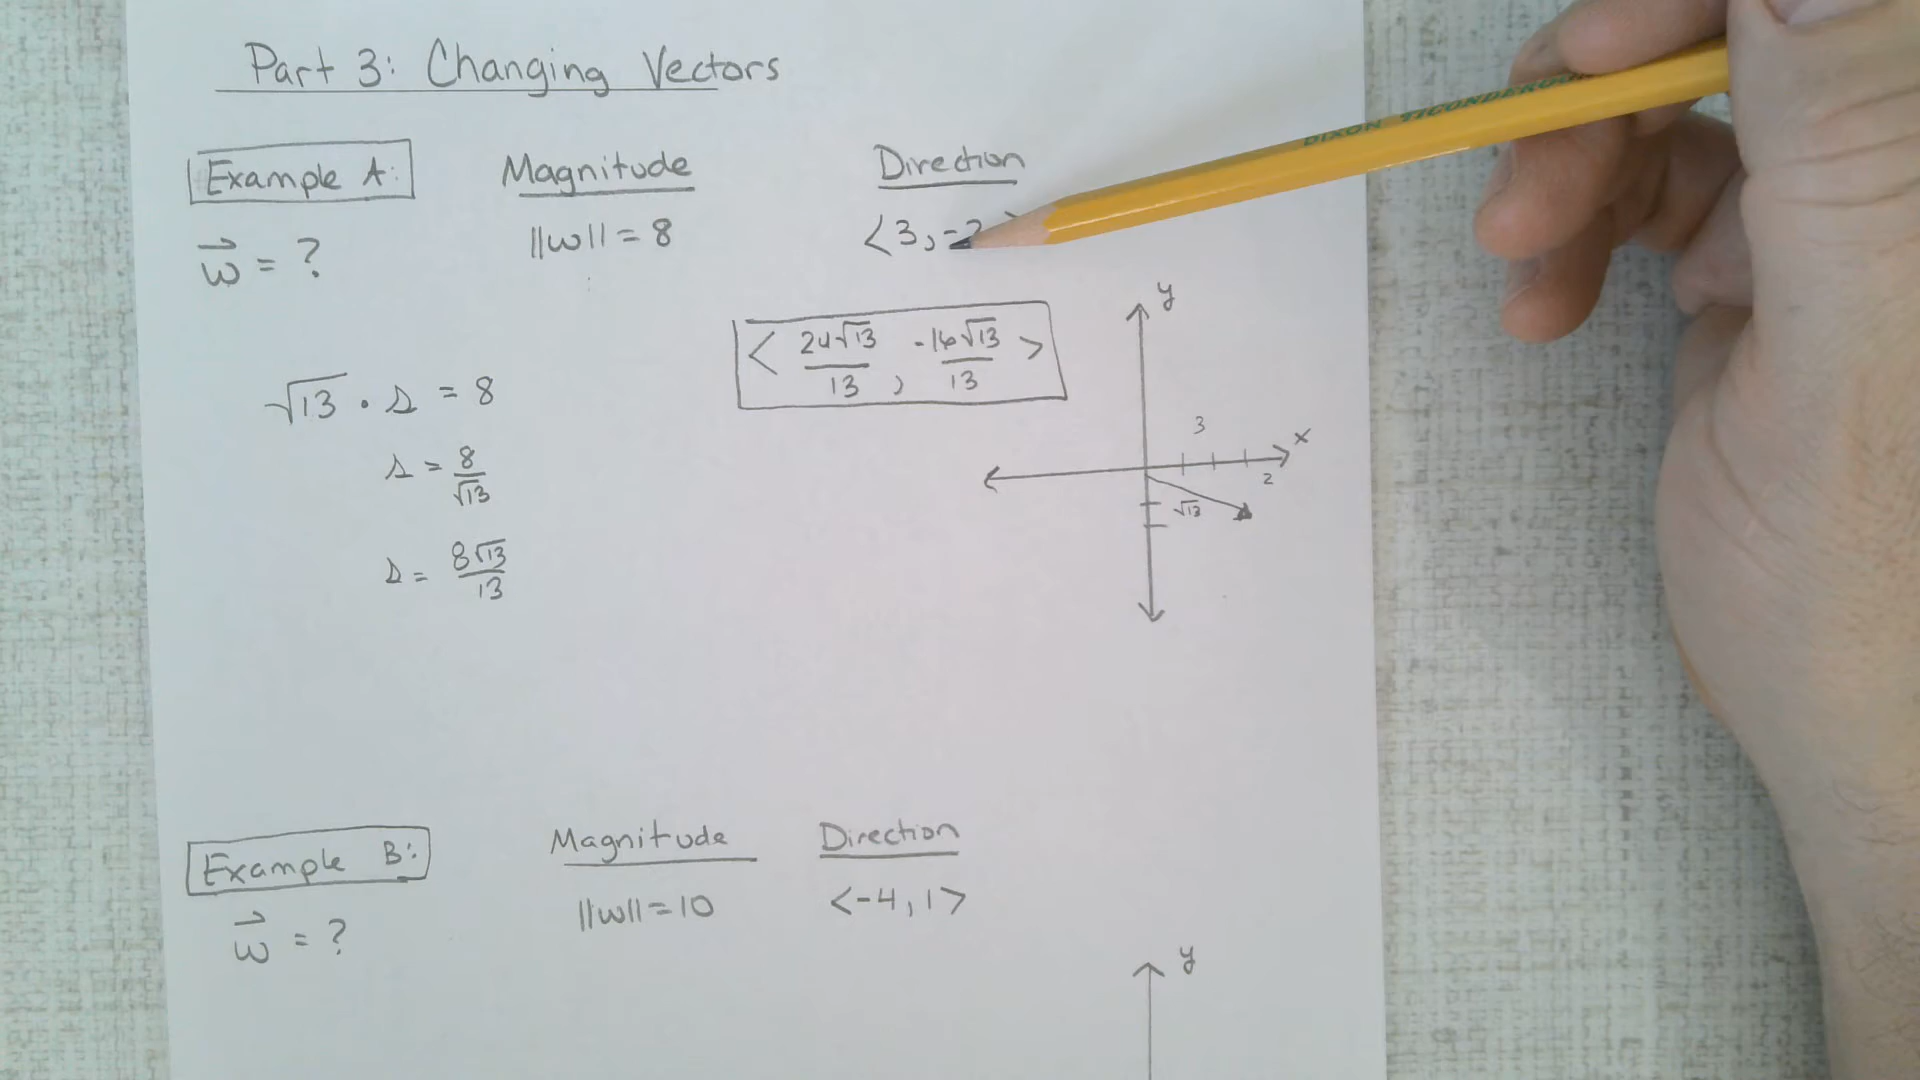 Part 3: Changing Vectors
Example A: Magnitude Direction
w⃗ = ? ||w|| = 8 <3, -2>
< 24√13/13 , -16√13/13 >
√13 · s = 8
s = 8/√13
s = 8√13/13
y
3
x
2
√13
Example B: Magnitude Direction
w⃗ = ? ||w|| = 10 <-4, 1>
y
DIXON TICONDEROGA